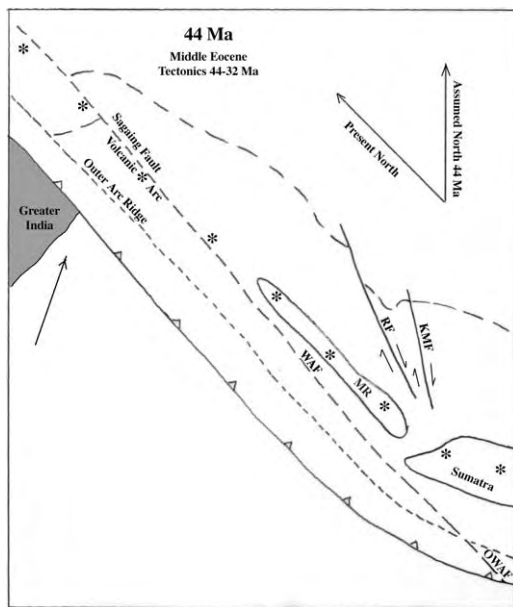 44 Ma
Middle Eocene
Tectonics 44-32 Ma
Assumed North 44 Ma
Present North
Sagaing Fault
Volcanic * Arc
Outer Arc Ridge
Greater
India
RF
KMF
WAF
MR
Sumatra
OWAF